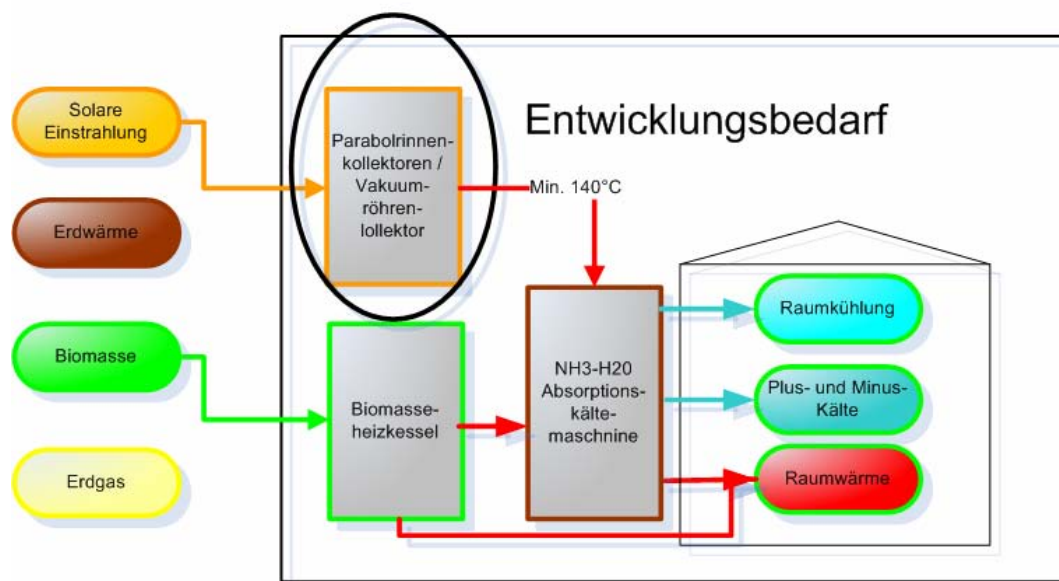 Solare
Einstrahlung
Erdwärme
Biomasse
Erdgas
Parabolrinnen-
kollektoren /
Vakuum-
röhren-
lollektor
Entwicklungsbedarf
Min. 140°C
Biomasse-
heizkessel
NH3-H20
Absorptions-
kälte-
maschnine
Raumkühlung
Plus- und Minus-
Kälte
Raumwärme